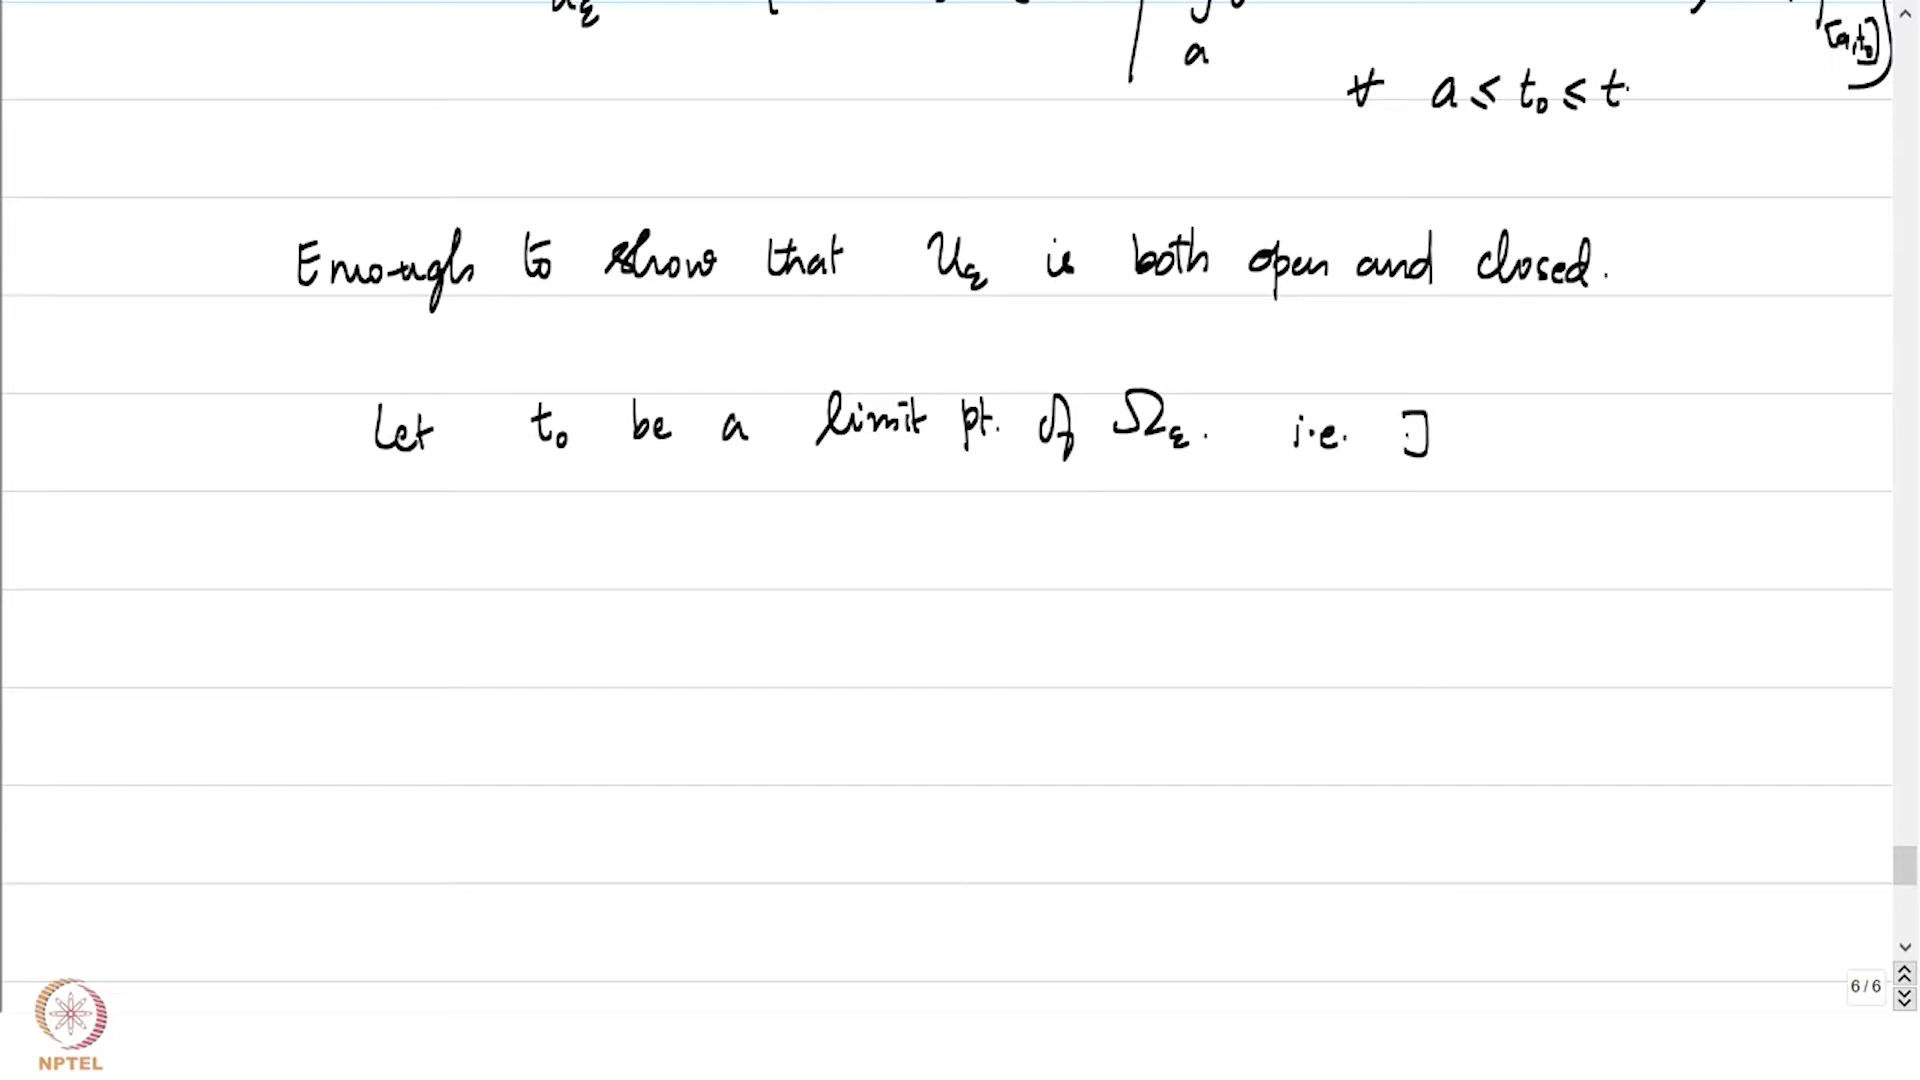 a
[a,t₀]
∀ a ≤ t₀ ≤ t.
Enough to show that U_ε is both open and closed.
Let t₀ be a limit pt. of Ω_ε. i.e. ∃
6 / 6
NPTEL